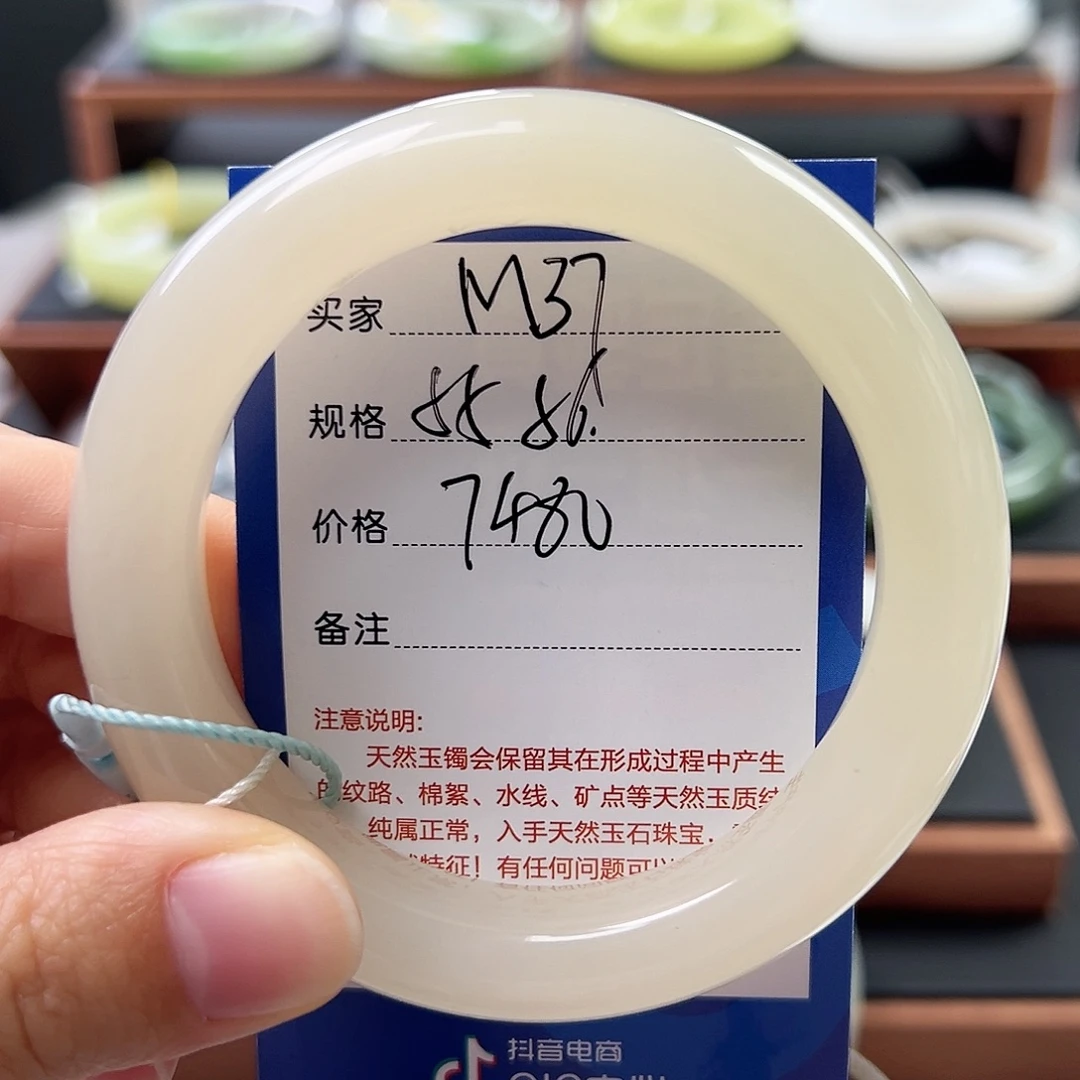 买家 M37
规格
价格 7480
备注
注意说明:
天然玉镯会保留其在形成过程中产生
的纹路、棉絮、水线、矿点等天然玉质结
纯属正常，入手天然玉石珠宝.
特征！有任何问题可以
抖音电商